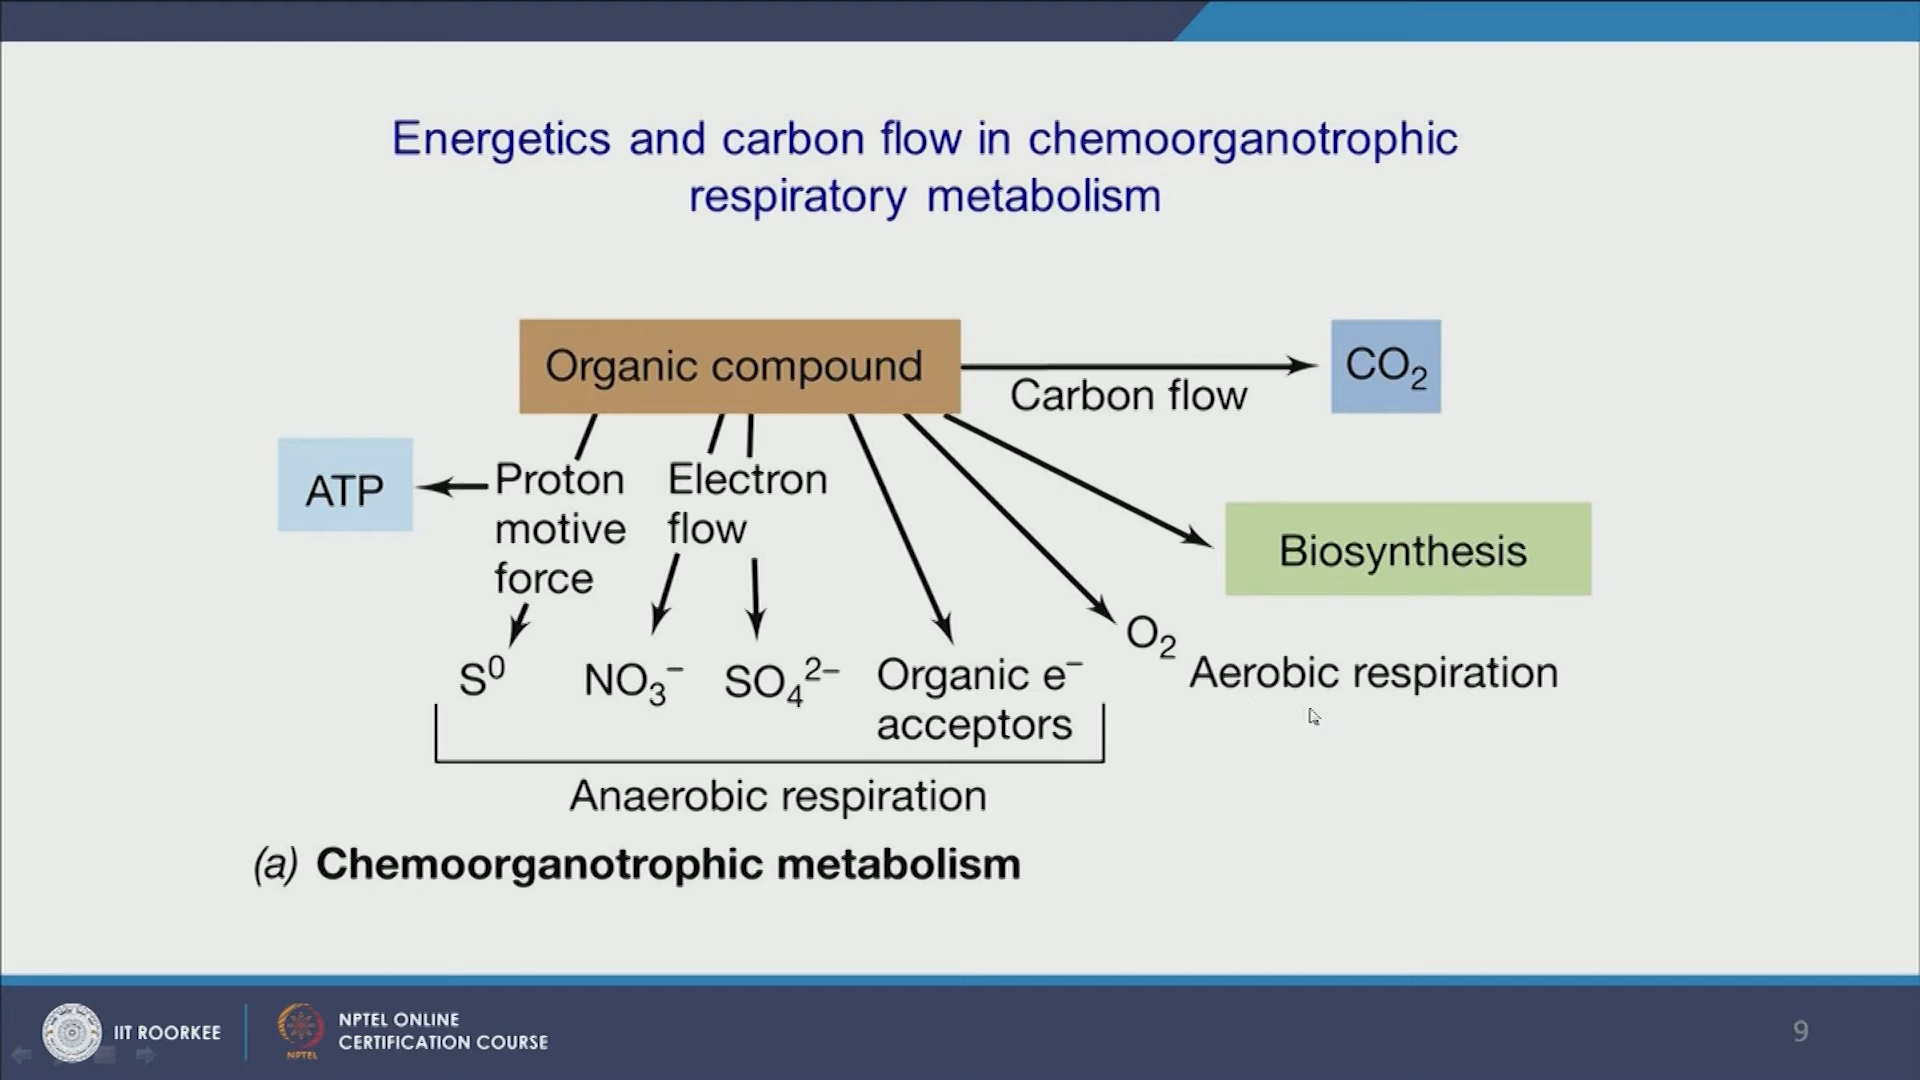 Energetics and carbon flow in chemoorganotrophic
respiratory metabolism
Organic compound
CO₂
Carbon flow
ATP
Proton
motive
force
Electron
flow
Biosynthesis
S⁰
NO₃⁻
SO₄²⁻
Organic e⁻
acceptors
O₂
Aerobic respiration
Anaerobic respiration
(a) Chemoorganotrophic metabolism
IIT ROORKEE
NPTEL
NPTEL ONLINE
CERTIFICATION COURSE
9